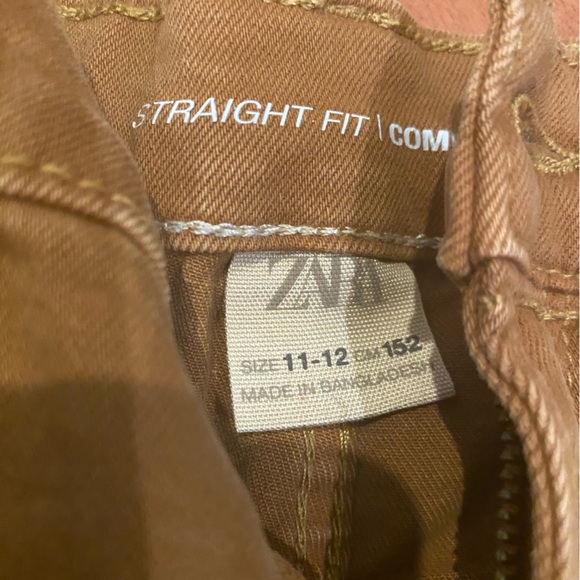 STRAIGHT FIT | COM
ZARA
SIZE 11-12 CM 152
MADE IN BANGLADESH